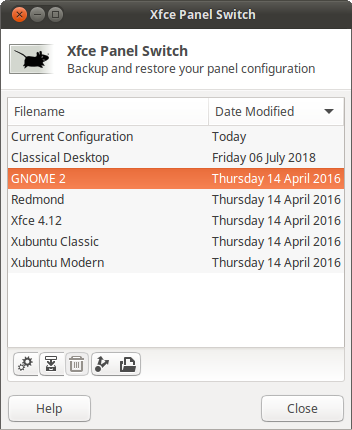 Xfce Panel Switch
Xfce Panel Switch
Backup and restore your panel configuration
Filename Date Modified
Current Configuration Today
Classical Desktop Friday 06 July 2018
GNOME 2 Thursday 14 April 2016
Redmond Thursday 14 April 2016
Xfce 4.12 Thursday 14 April 2016
Xubuntu Classic Thursday 14 April 2016
Xubuntu Modern Thursday 14 April 2016
Help Close